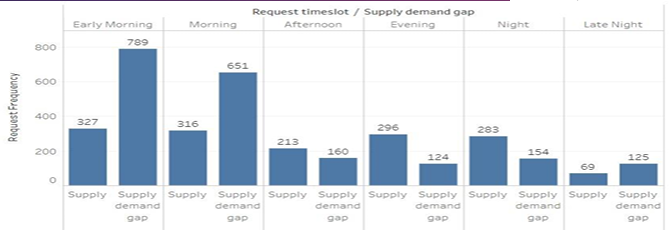 Request timeslot / Supply demand gap
Early Morning Morning Afternoon Evening Night Late Night
Request Frequency
800
600
400
200
0
327 789 316 651 213 160 296 124 283 154 69 125
Supply Supply demand gap Supply Supply demand gap Supply Supply demand gap Supply Supply demand gap Supply Supply demand gap Supply Supply demand gap